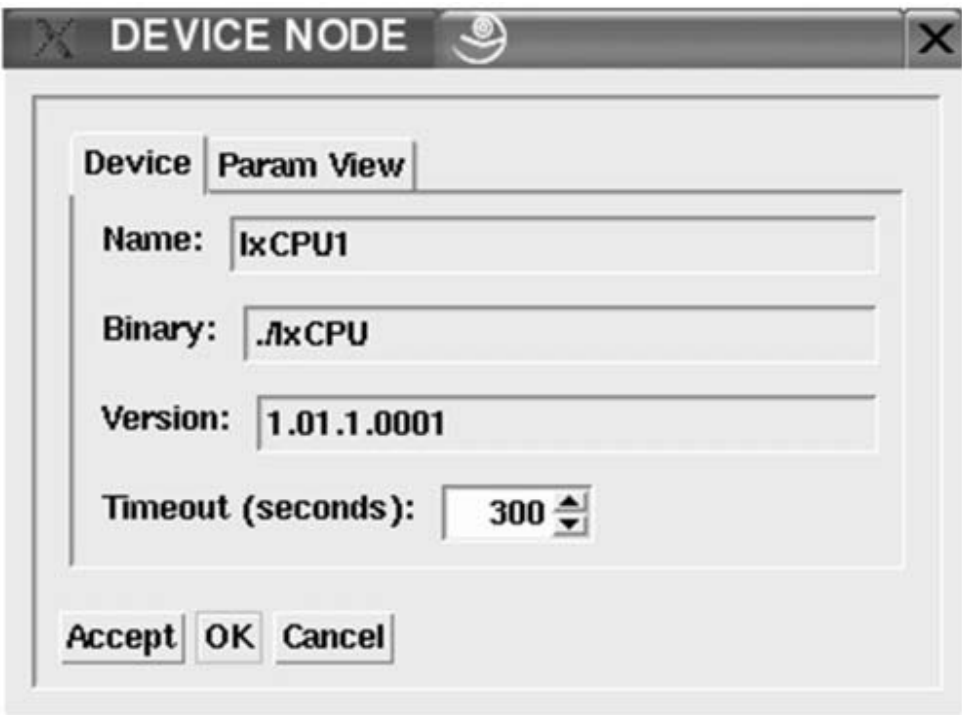 DEVICE NODE
Device Param View
Name: lxCPU1
Binary: ./lxCPU
Version: 1.01.1.0001
Timeout (seconds): 300
Accept OK Cancel